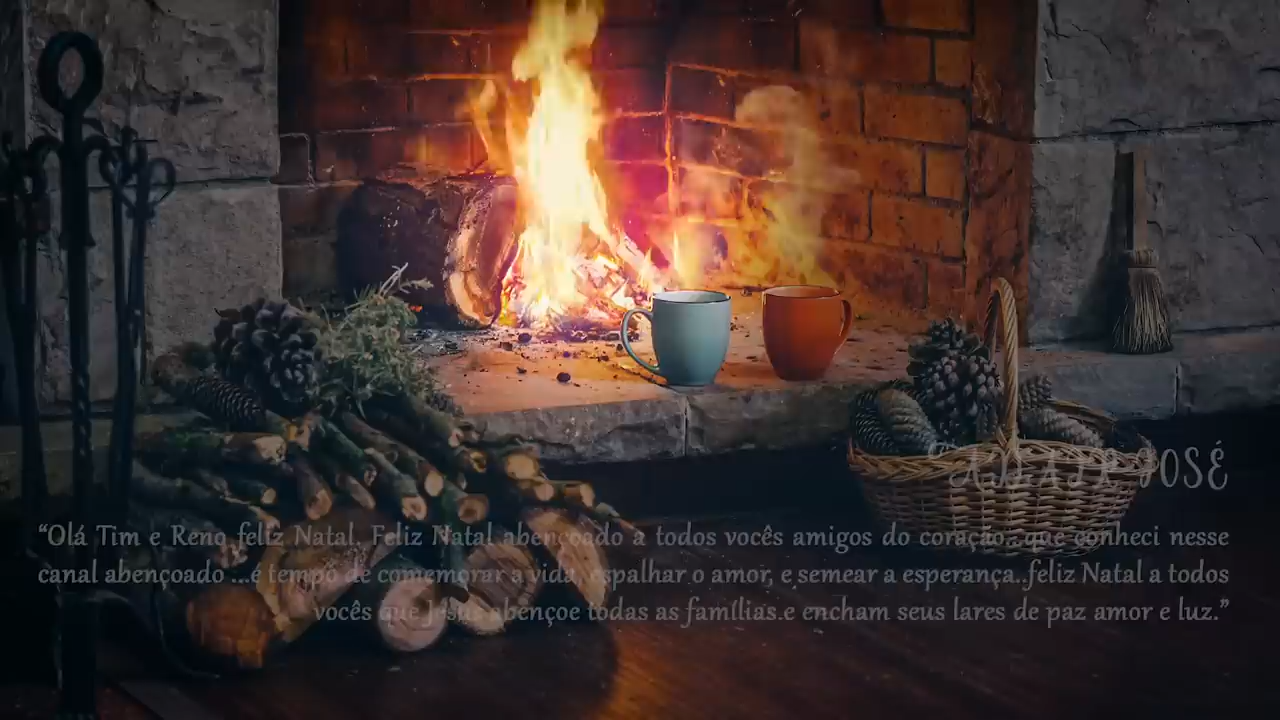 ADAIR JOSÉ
“Olá Tim e Reno feliz Natal. Feliz Natal abençoado a todos vocês amigos do coração...que conheci nesse
canal abençoado ...e tempo de comemorar a vida, espalhar o amor, e semear a esperança..feliz Natal a todos
vocês que Jesus abençoe todas as famílias.e encham seus lares de paz amor e luz.”